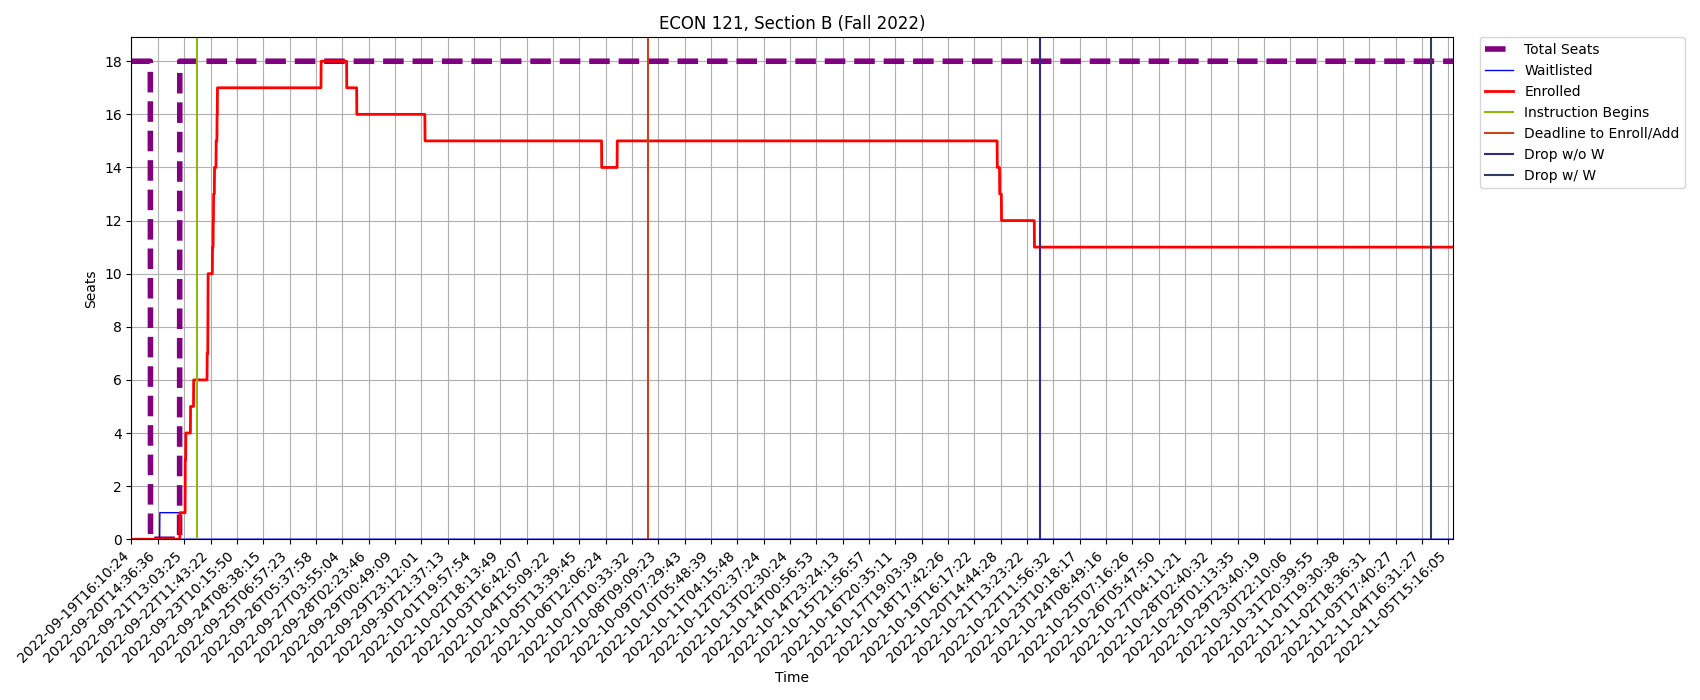 ECON 121, Section B (Fall 2022)
Total Seats
Waitlisted
Enrolled
Instruction Begins
Deadline to Enroll/Add
Drop w/o W
Drop w/ W
Seats
18
16
14
12
10
8
6
4
2
0
2022-09-19T16:10:24
2022-09-20T14:36:36
2022-09-21T13:03:25
2022-09-22T11:43:22
2022-09-23T10:15:50
2022-09-24T08:38:15
2022-09-25T06:57:23
2022-09-26T05:37:58
2022-09-27T03:55:04
2022-09-28T02:23:46
2022-09-29T00:49:09
2022-09-29T23:12:01
2022-09-30T21:37:13
2022-10-01T19:57:54
2022-10-02T18:13:49
2022-10-03T16:42:07
2022-10-04T15:09:22
2022-10-05T13:39:45
2022-10-06T12:06:24
2022-10-07T10:33:32
2022-10-08T09:09:23
2022-10-09T07:29:43
2022-10-10T05:48:39
2022-10-11T04:15:48
2022-10-12T02:37:24
2022-10-13T02:30:24
2022-10-14T00:56:53
2022-10-14T23:24:13
2022-10-15T21:56:57
2022-10-16T20:35:11
2022-10-17T19:03:39
2022-10-18T17:42:26
2022-10-19T16:17:22
2022-10-20T14:44:28
2022-10-21T13:23:22
2022-10-22T11:56:32
2022-10-23T10:18:17
2022-10-24T08:49:16
2022-10-25T07:16:26
2022-10-26T05:47:50
2022-10-27T04:11:21
2022-10-28T02:40:32
2022-10-29T01:13:35
2022-10-29T23:40:19
2022-10-30T22:10:06
2022-10-31T20:39:55
2022-11-01T19:30:38
2022-11-02T18:36:31
2022-11-03T17:40:27
2022-11-04T16:31:27
2022-11-05T15:16:05
Time